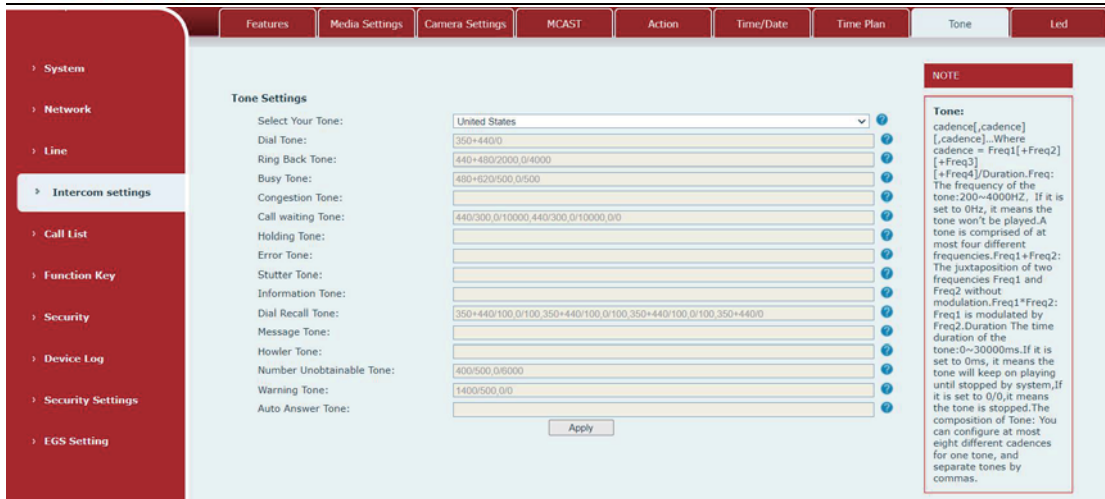 Features
Media Settings
Camera Settings
MCAST
Action
Time/Date
Time Plan
Tone
Led
› System
› Network
› Line
› Intercom settings
› Call List
› Function Key
› Security
› Device Log
› Security Settings
› EGS Setting
Tone Settings
Select Your Tone: United States
Dial Tone: 350+440/0
Ring Back Tone: 440+480/2000,0/4000
Busy Tone: 480+620/500,0/500
Congestion Tone:
Call waiting Tone: 440/300,0/10000,440/300,0/10000,0/0
Holding Tone:
Error Tone:
Stutter Tone:
Information Tone:
Dial Recall Tone: 350+440/100,0/100,350+440/100,0/100,350+440/100,0/100,350+440/0
Message Tone:
Howler Tone:
Number Unobtainable Tone: 400/500,0/6000
Warning Tone: 1400/500,0/0
Auto Answer Tone:
Apply
NOTE
Tone:
cadence[,cadence]
[,cadence]...Where
cadence = Freq1[+Freq2]
[+Freq3]
[+Freq4]/Duration.Freq:
The frequency of the
tone:200~4000HZ, If it is
set to 0Hz, it means the
tone won't be played.A
tone is comprised of at
most four different
frequencies.Freq1+Freq2:
The juxtaposition of two
frequencies Freq1 and
Freq2 without
modulation.Freq1*Freq2:
Freq1 is modulated by
Freq2.Duration The time
duration of the
tone:0~30000ms.If it is
set to 0ms, it means the
tone will keep on playing
until stopped by system,If
it is set to 0/0,it means
the tone is stopped.The
composition of Tone: You
can configure at most
eight different cadences
for one tone, and
separate tones by
commas.